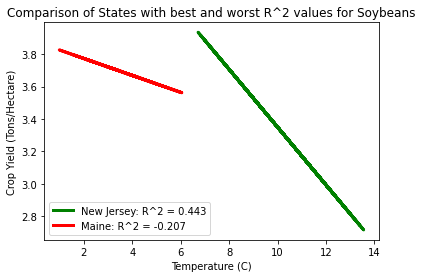 Comparison of States with best and worst R^2 values for Soybeans
Crop Yield (Tons/Hectare)
3.8
3.6
3.4
3.2
3.0
2.8
New Jersey: R^2 = 0.443
Maine: R^2 = -0.207
2 4 6 8 10 12 14
Temperature (C)